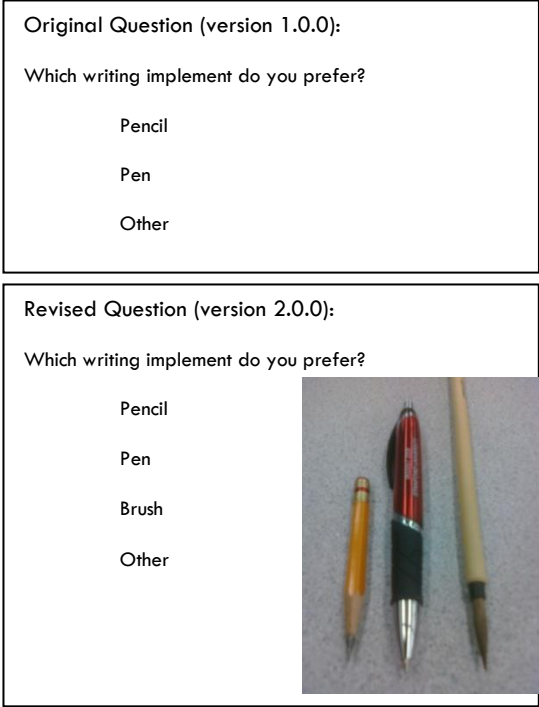 Original Question (version 1.0.0):
Which writing implement do you prefer?
Pencil
Pen
Other
Revised Question (version 2.0.0):
Which writing implement do you prefer?
Pencil
Pen
Brush
Other